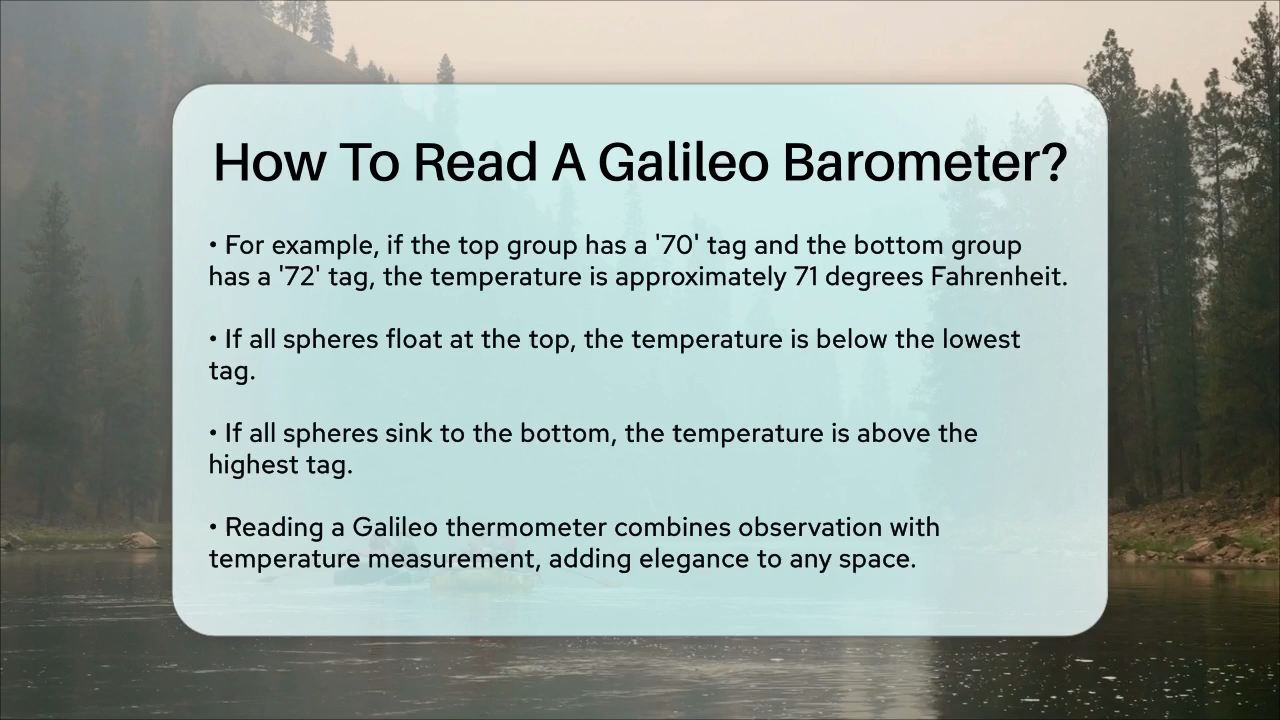 How To Read A Galileo Barometer?
• For example, if the top group has a '70' tag and the bottom group
has a '72' tag, the temperature is approximately 71 degrees Fahrenheit.
• If all spheres float at the top, the temperature is below the lowest
tag.
• If all spheres sink to the bottom, the temperature is above the
highest tag.
• Reading a Galileo thermometer combines observation with
temperature measurement, adding elegance to any space.